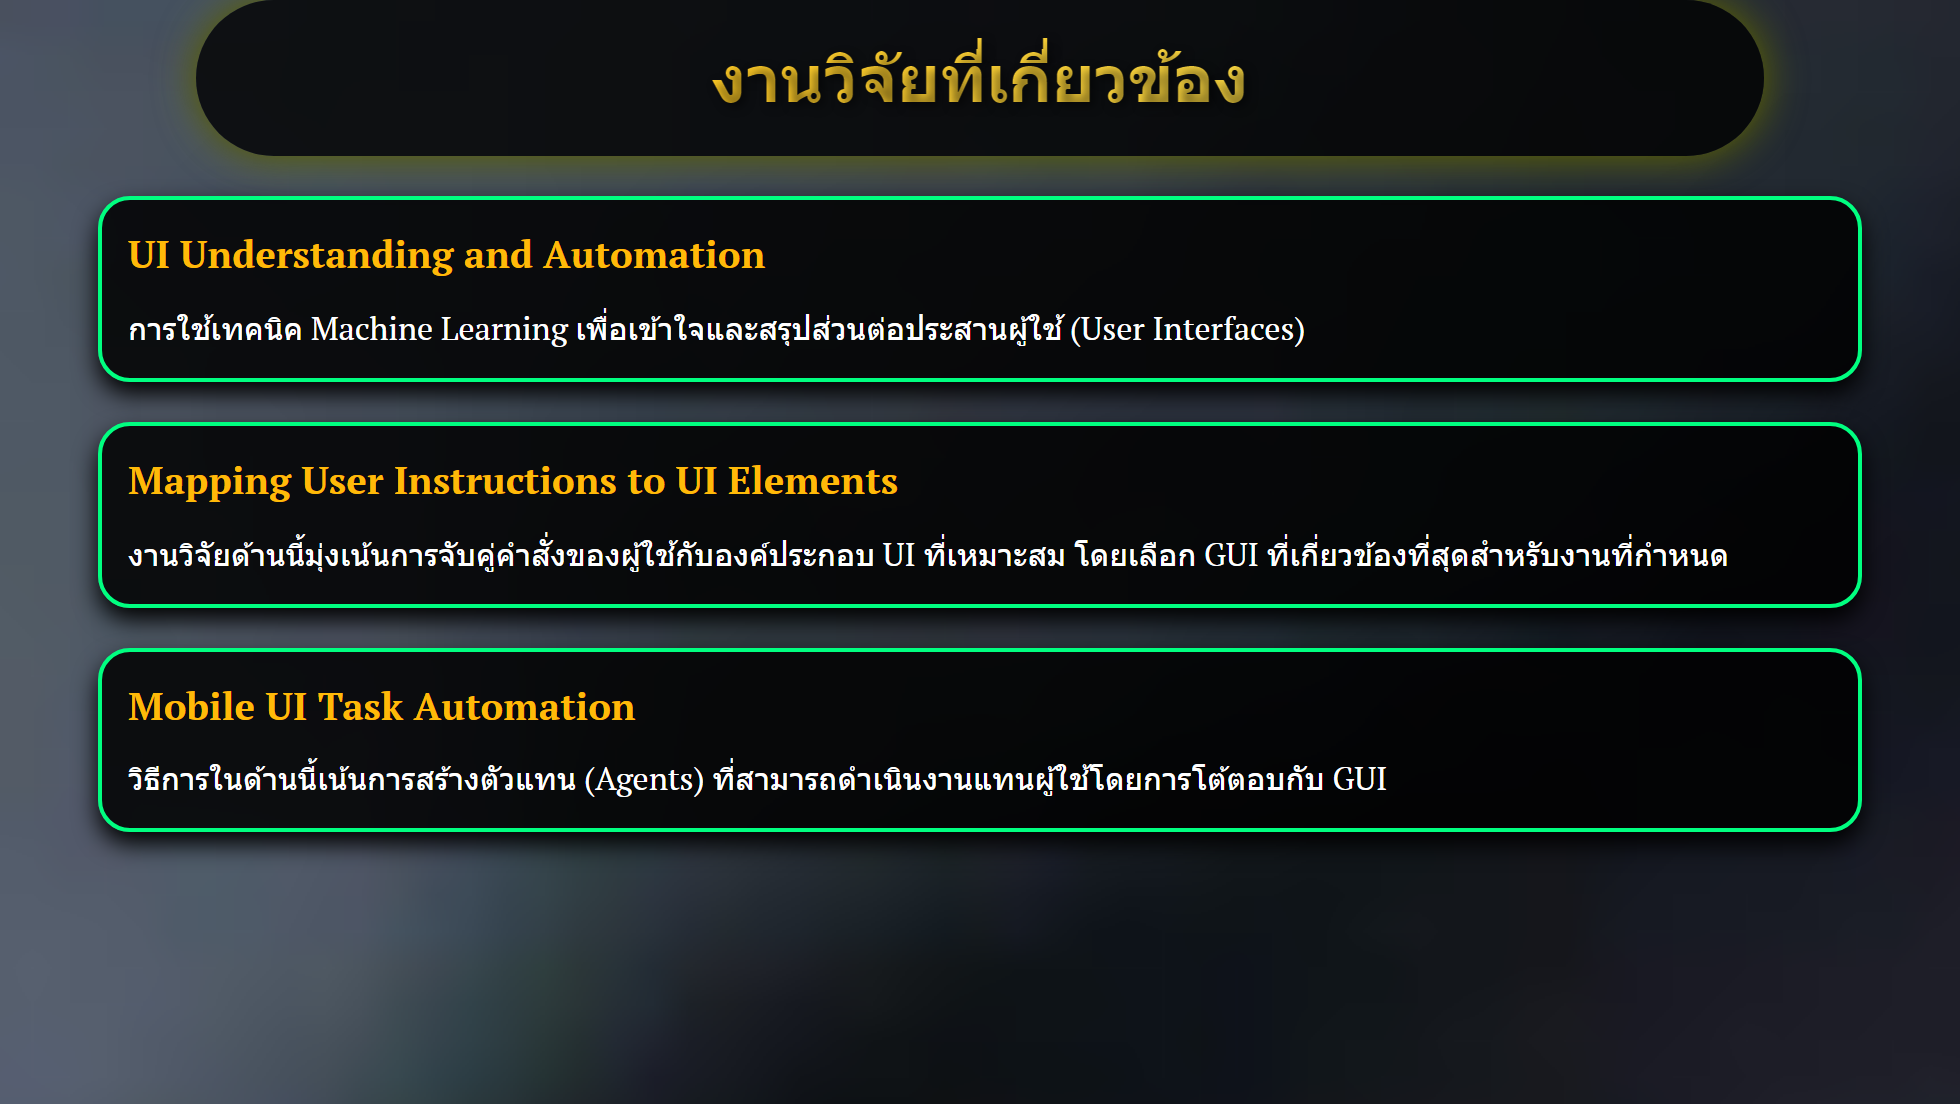 งานวิจัยที่เกี่ยวข้อง
UI Understanding and Automation
การใช้เทคนิค Machine Learning เพื่อเข้าใจและสรุปส่วนต่อประสานผู้ใช้ (User Interfaces)
Mapping User Instructions to UI Elements
งานวิจัยด้านนี้มุ่งเน้นการจับคู่คำสั่งของผู้ใช้กับองค์ประกอบ UI ที่เหมาะสม โดยเลือก GUI ที่เกี่ยวข้องที่สุดสำหรับงานที่กำหนด
Mobile UI Task Automation
วิธีการในด้านนี้เน้นการสร้างตัวแทน (Agents) ที่สามารถดำเนินงานแทนผู้ใช้โดยการโต้ตอบกับ GUI